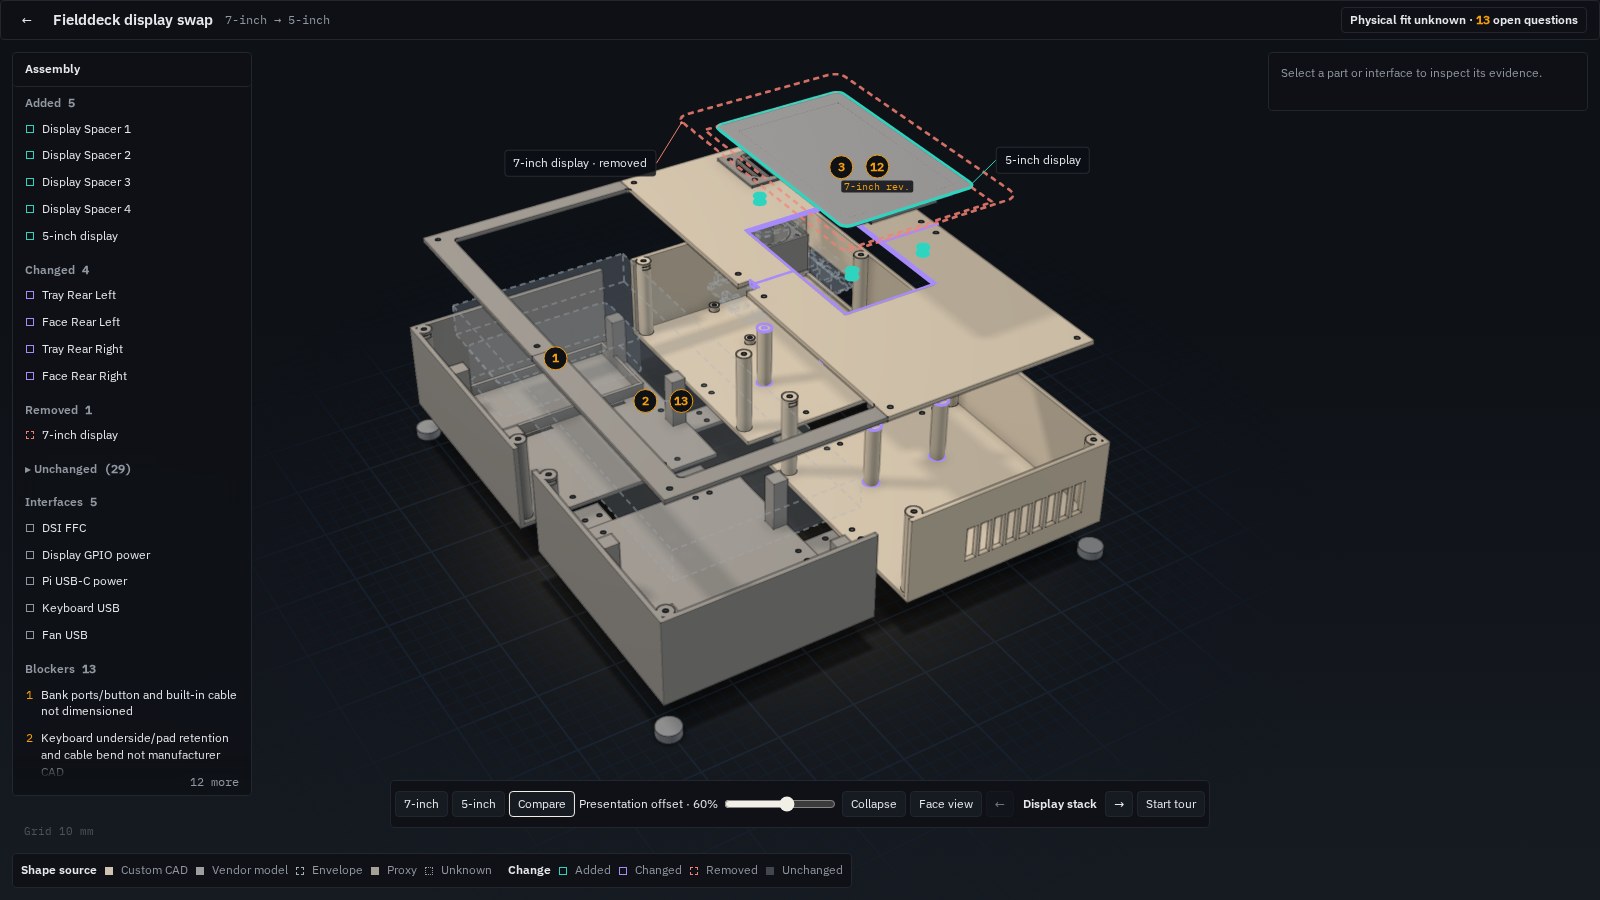 ← Fielddeck display swap 7-inch → 5-inch
Physical fit unknown · 13 open questions
Assembly
Added 5
Display Spacer 1
Display Spacer 2
Display Spacer 3
Display Spacer 4
5-inch display
Changed 4
Tray Rear Left
Face Rear Left
Tray Rear Right
Face Rear Right
Removed 1
7-inch display
▸ Unchanged (29)
Interfaces 5
DSI FFC
Display GPIO power
Pi USB-C power
Keyboard USB
Fan USB
Blockers 13
1 Bank ports/button and built-in cable
not dimensioned
2 Keyboard underside/pad retention
and cable bend not manufacturer
CAD
12 more
Select a part or interface to inspect its evidence.
7-inch display · removed
5-inch display
3 12
7-inch rev.
1
2 13
7-inch 5-inch Compare Presentation offset · 60% Collapse Face view ← Display stack → Start tour
Grid 10 mm
Shape source Custom CAD Vendor model Envelope Proxy Unknown Change Added Changed Removed Unchanged